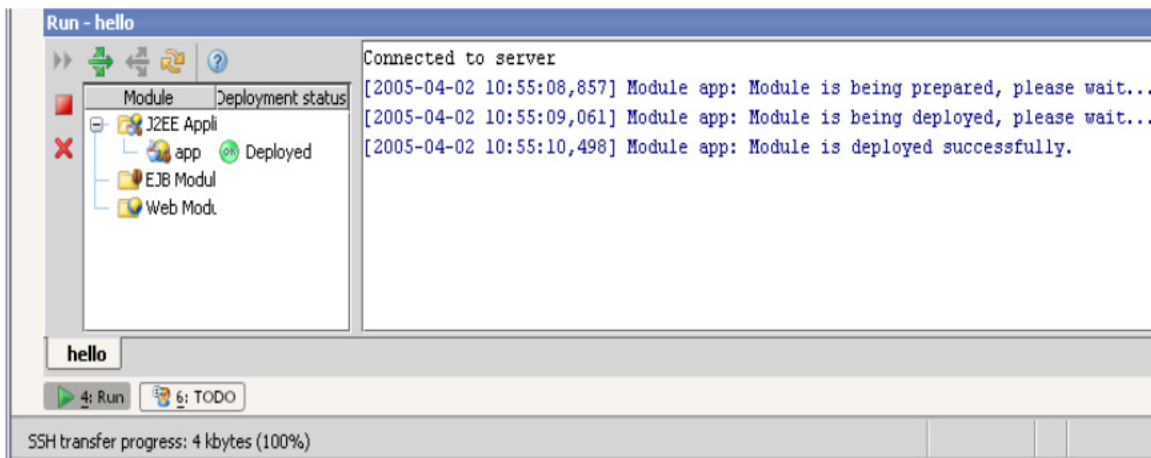 Run - hello
Connected to server
[2005-04-02 10:55:08,857] Module app: Module is being prepared, please wait...
[2005-04-02 10:55:09,061] Module app: Module is being deployed, please wait...
[2005-04-02 10:55:10,498] Module app: Module is deployed successfully.
Module Deployment status
J2EE Appli
app ok Deployed
EJB Modul
Web Modu
hello
4: Run 6: TODO
SSH transfer progress: 4 kbytes (100%)